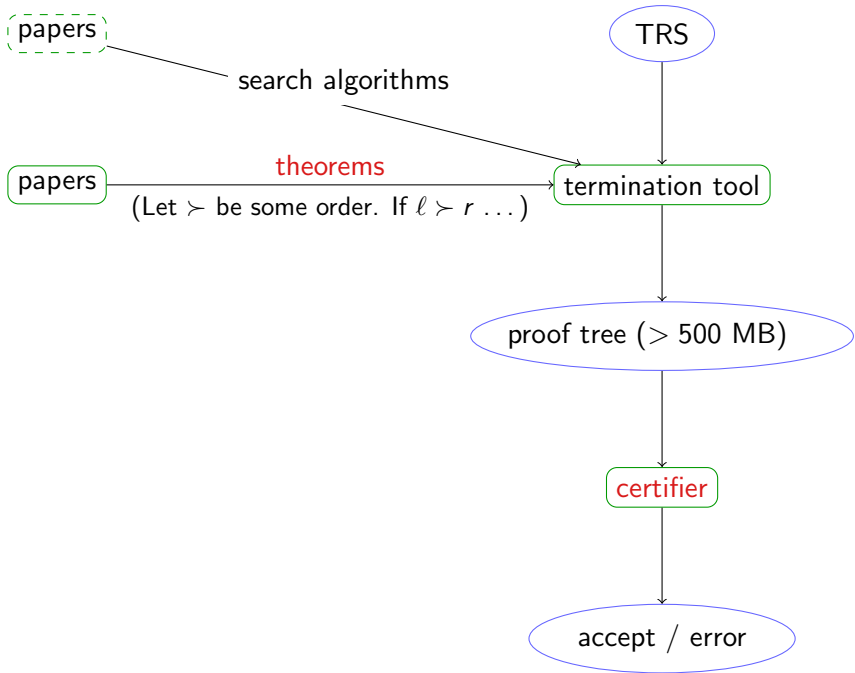 papers
TRS
search algorithms
papers
theorems
(Let ≻ be some order. If ℓ ≻ r …)
termination tool
proof tree (> 500 MB)
certifier
accept / error